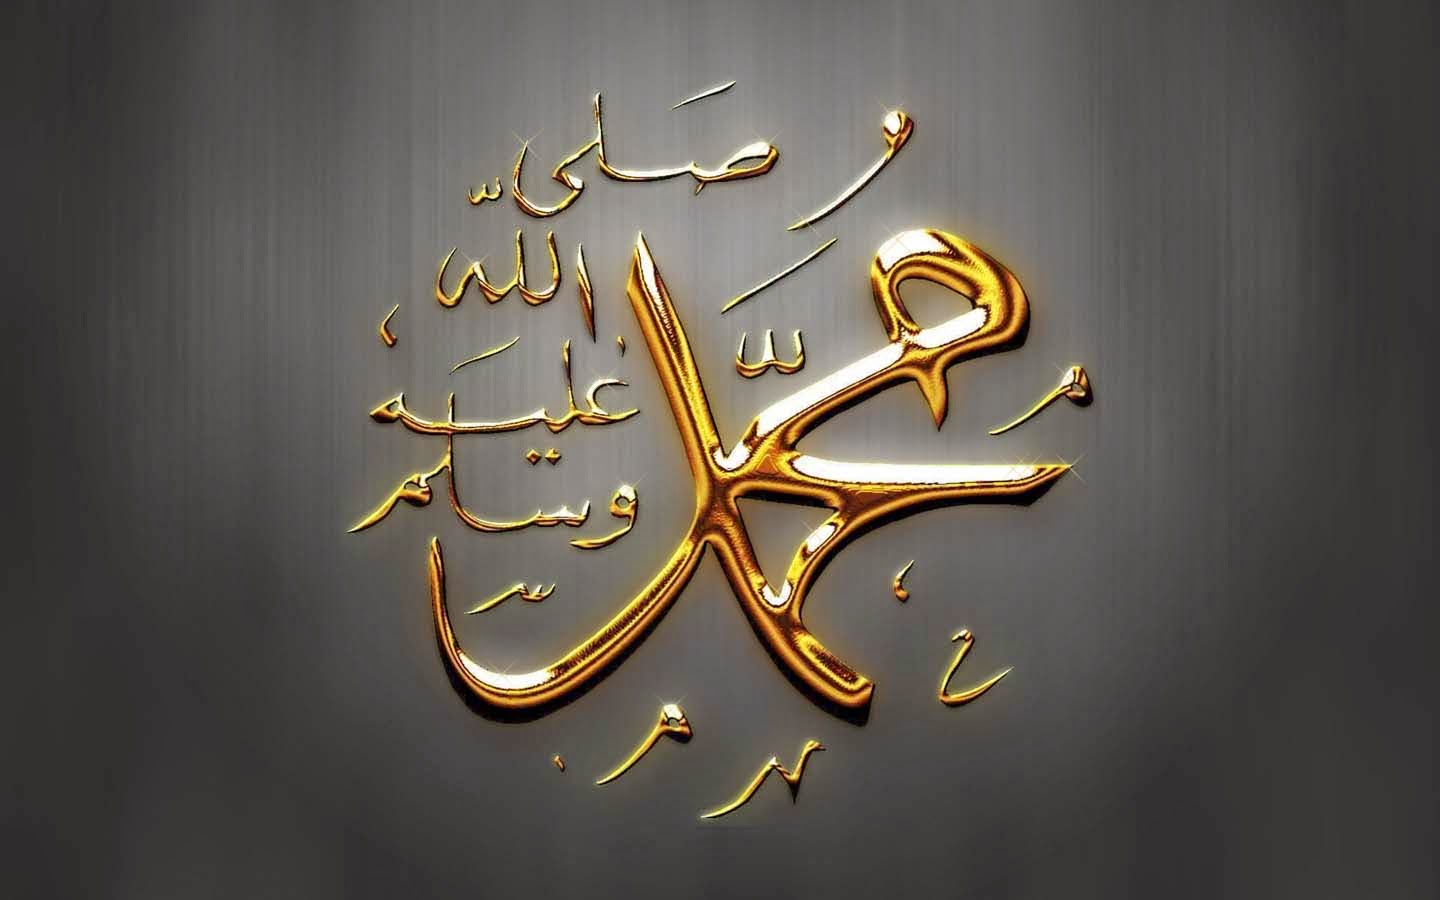 محمد
صلى
الله
عليه
وسلم